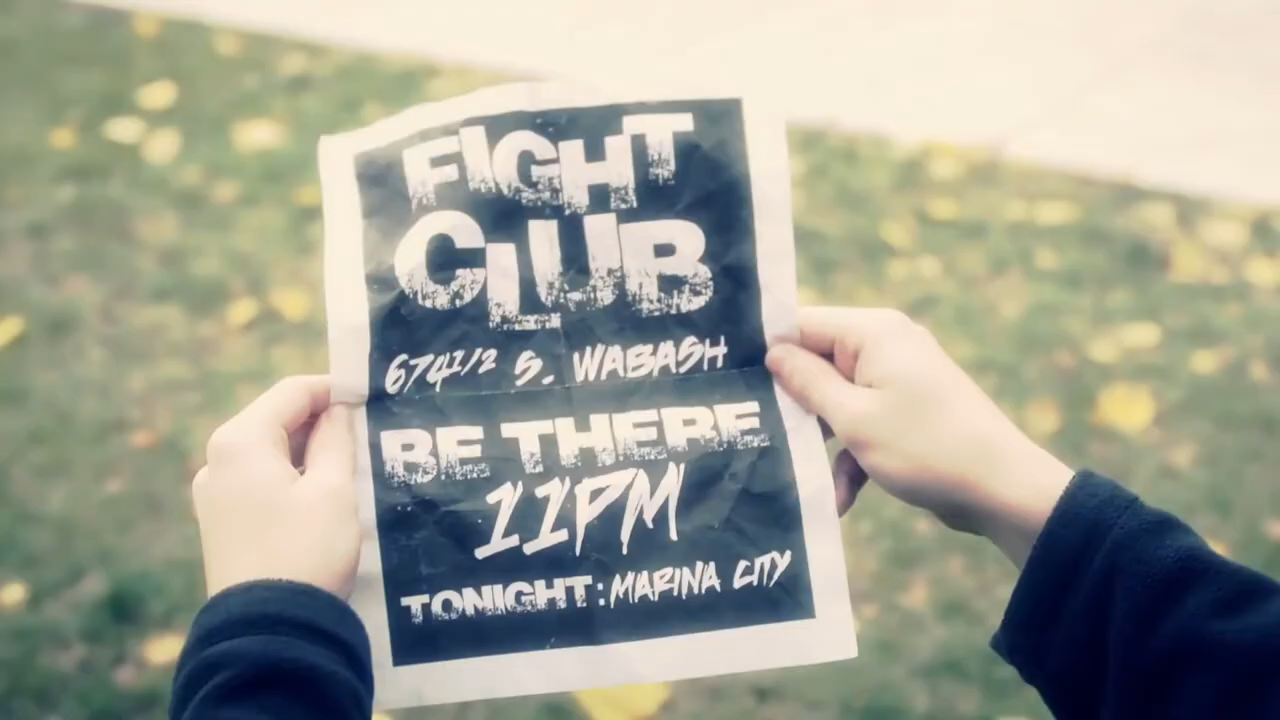 FIGHT
CLUB
674 1/2 S. WABASH
BE THERE
11PM
TONIGHT: MARINA CITY